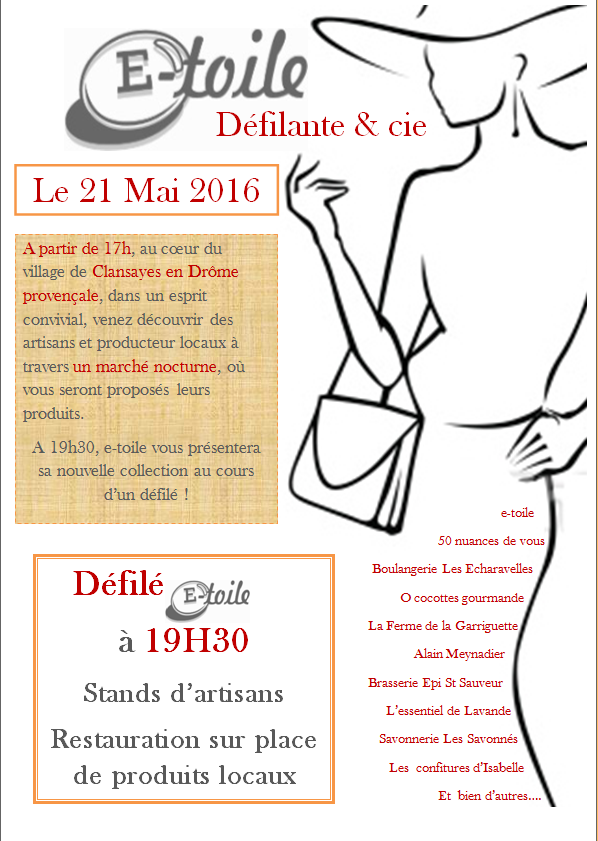 E-toile
Défilante & cie
Le 21 Mai 2016
A partir de 17h, au cœur du
village de Clansayes en Drôme
provençale, dans un esprit
convivial, venez découvrir des
artisans et producteur locaux à
travers un marché nocturne, où
vous seront proposés leurs
produits.
A 19h30, e-toile vous présentera
sa nouvelle collection au cours
d'un défilé !
Défilé E-toile
à 19H30
Stands d'artisans
Restauration sur place
de produits locaux
e-toile
50 nuances de vous
Boulangerie Les Echaravelles
O cocottes gourmande
La Ferme de la Garriguette
Alain Meynadier
Brasserie Epi St Sauveur
L'essentiel de Lavande
Savonnerie Les Savonnés
Les confitures d'Isabelle
Et bien d'autres....